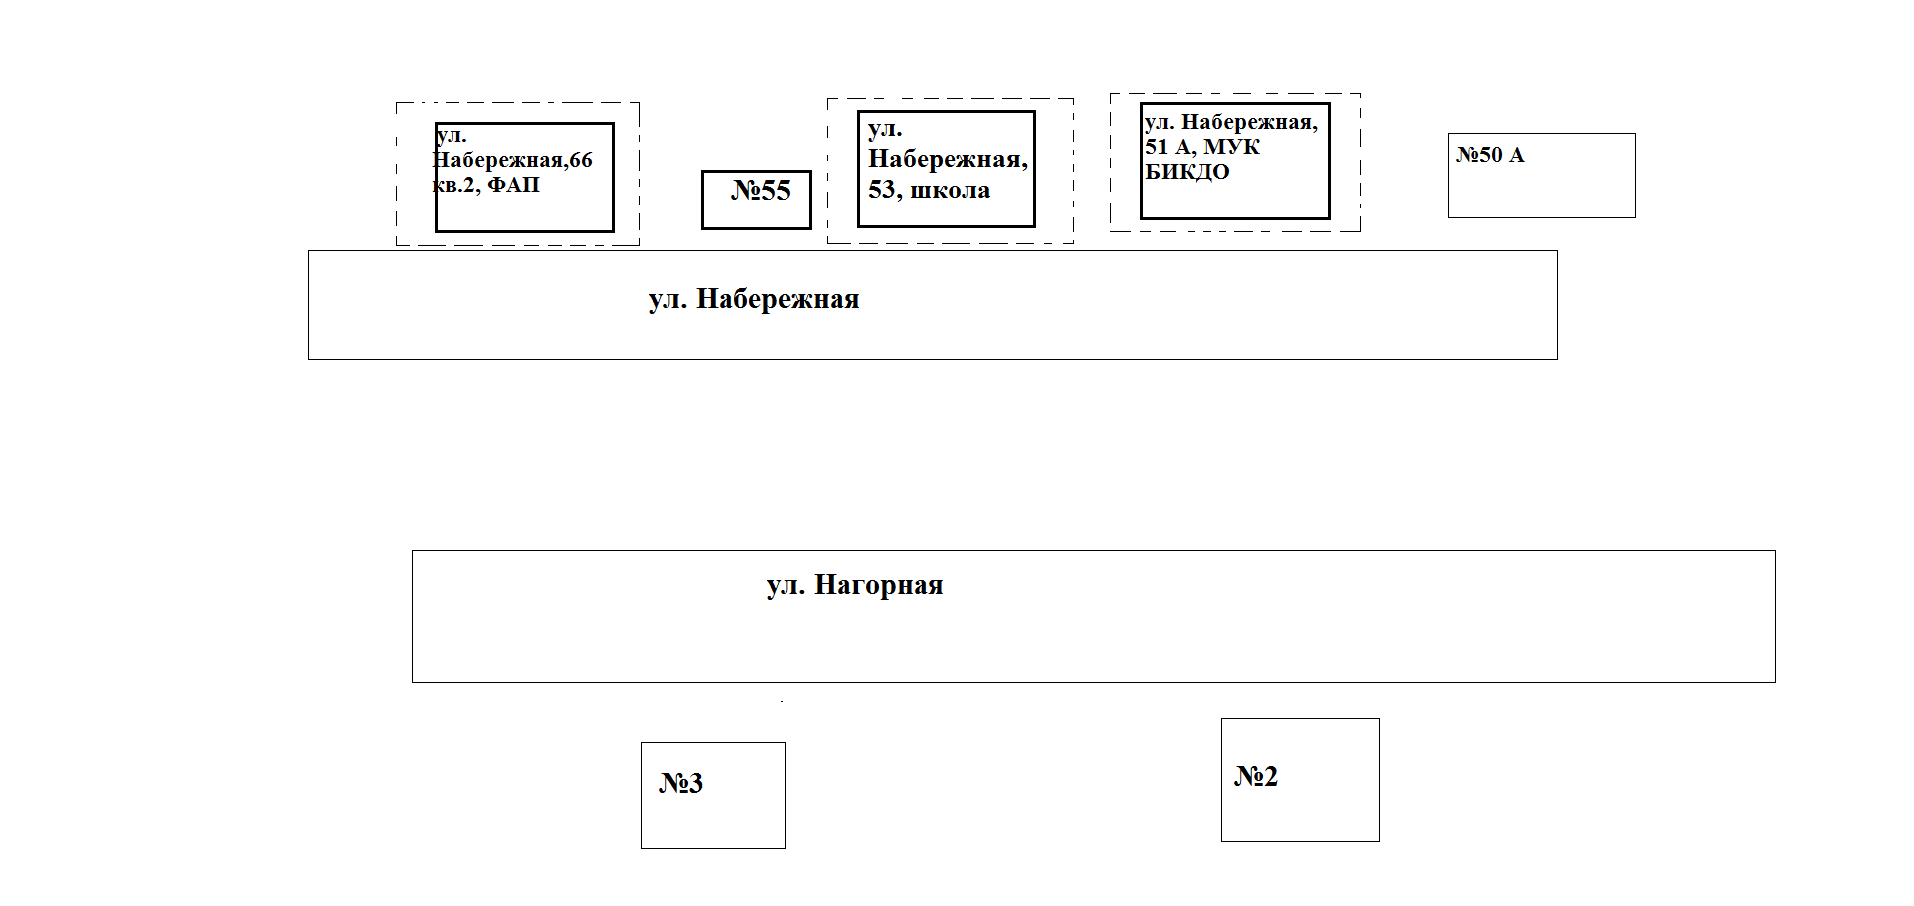 ул.
Набережная,66
кв.2, ФАП
№55
ул.
Набережная,
53, школа
ул. Набережная,
51 А, МУК
БИКДО
№50 А
ул. Набережная
ул. Нагорная
№3
№2